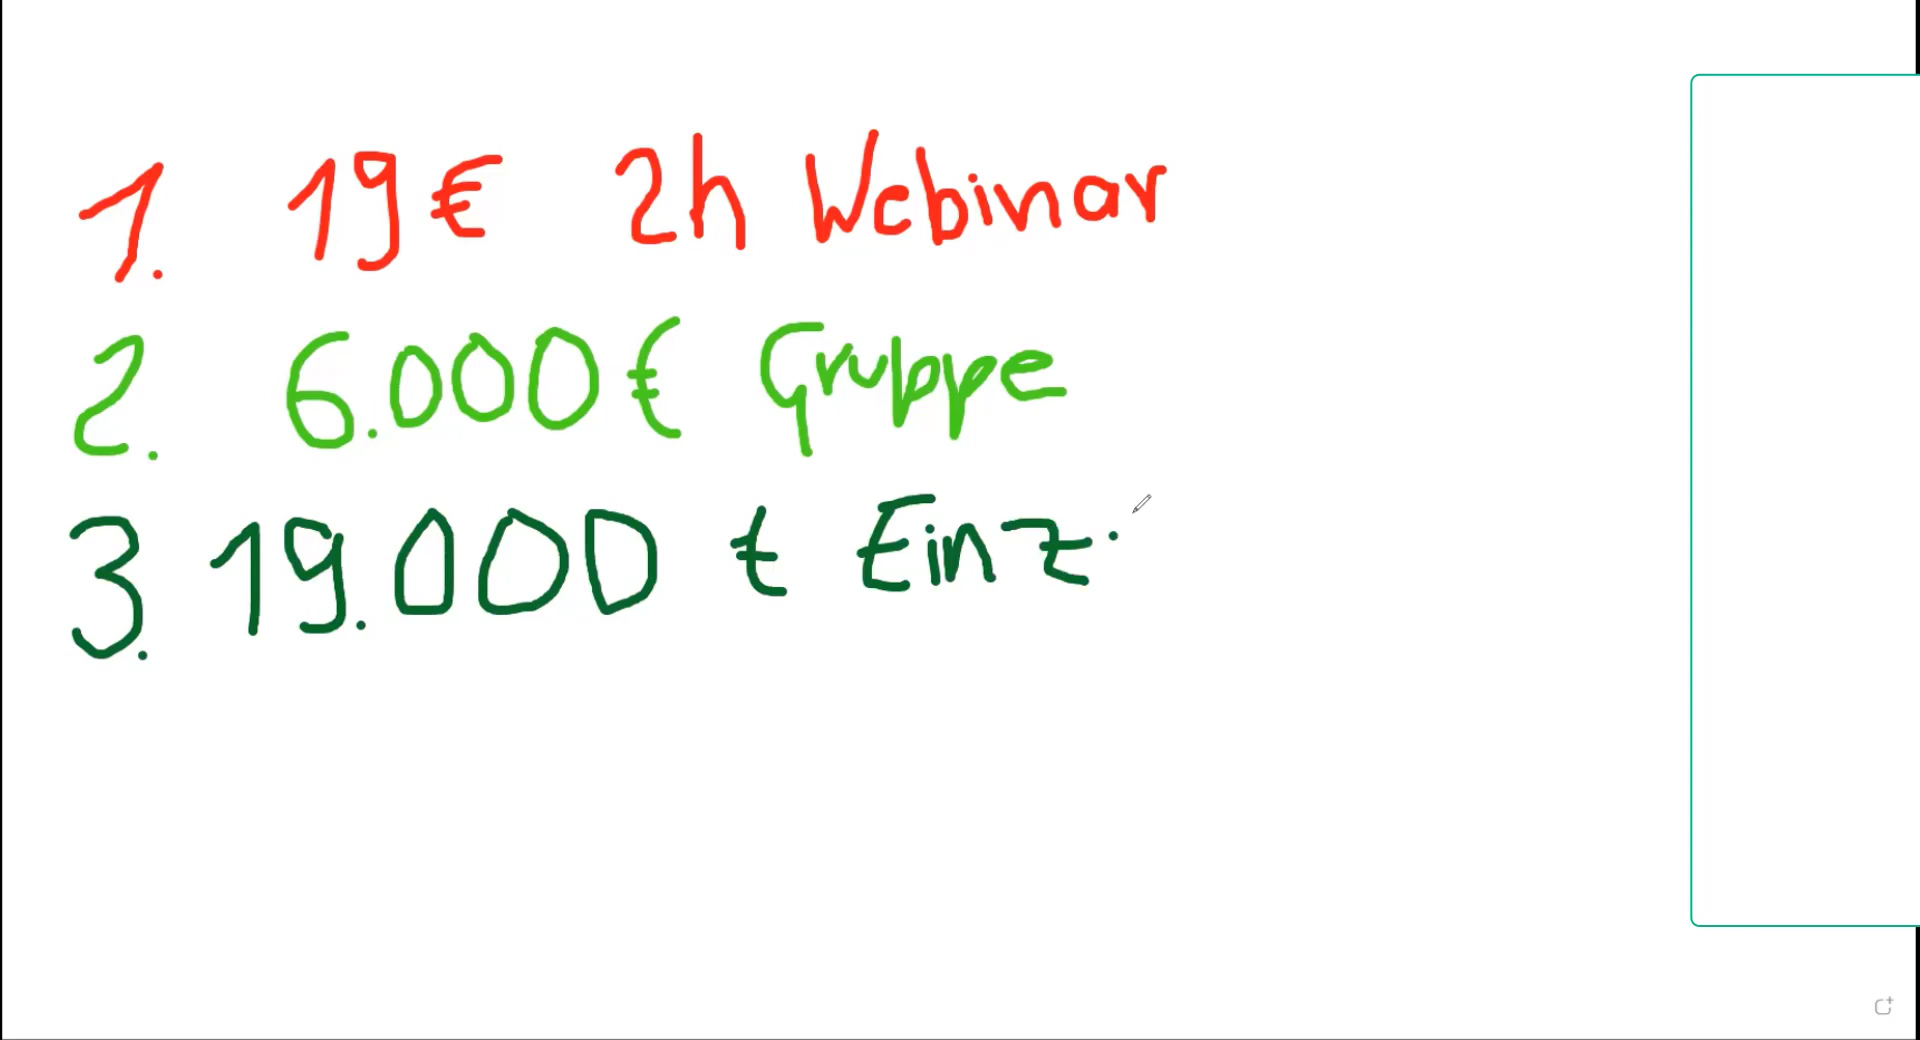 1. 19€ 2h Webinar
2. 6.000€ Gruppe
3. 19.000 € Einz.